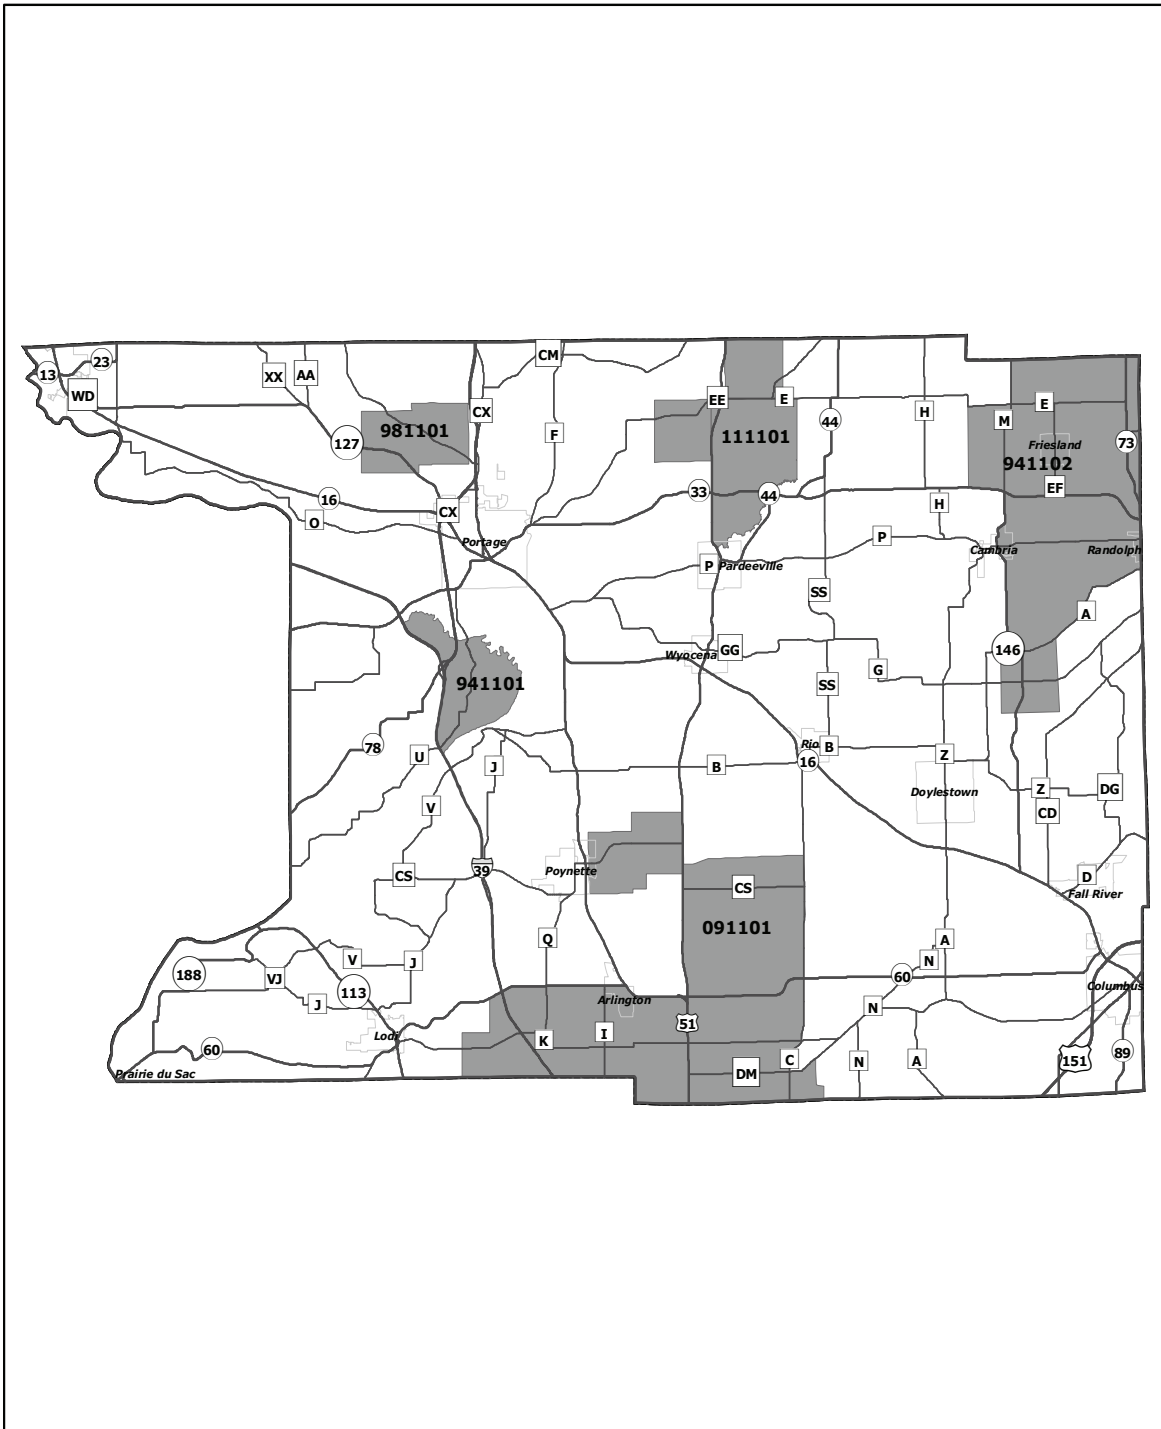 CM
23
13
XX
AA
WD
EE
E
E
CX
H
M
44
F
981101
111101
127
Friesland
73
941102
EF
33
44
16
H
CX
O
P
Portage
Cambria
Randolph
P
Pardeeville
SS
A
146
GG
Wyocena
G
941101
SS
78
Rio
B
U
Z
16
J
B
Z
DG
Doylestown
V
CD
39
Poynette
CS
D
CS
Fall River
091101
Q
A
V
J
N
188
60
VJ
Columbus
113
J
Arlington
N
51
I
Lodi
K
60
89
C
N
A
151
Prairie du Sac
DM